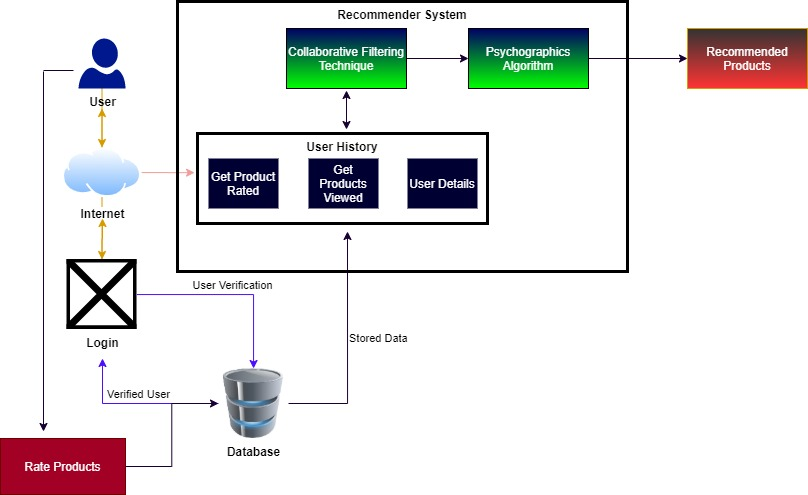 Recommender System
Collaborative Filtering
Technique
Psychographics
Algorithm
Recommended
Products
User
User History
Get Product
Rated
Get
Products
Viewed
User Details
Internet
User Verification
Login
Stored Data
Verified User
Database
Rate Products